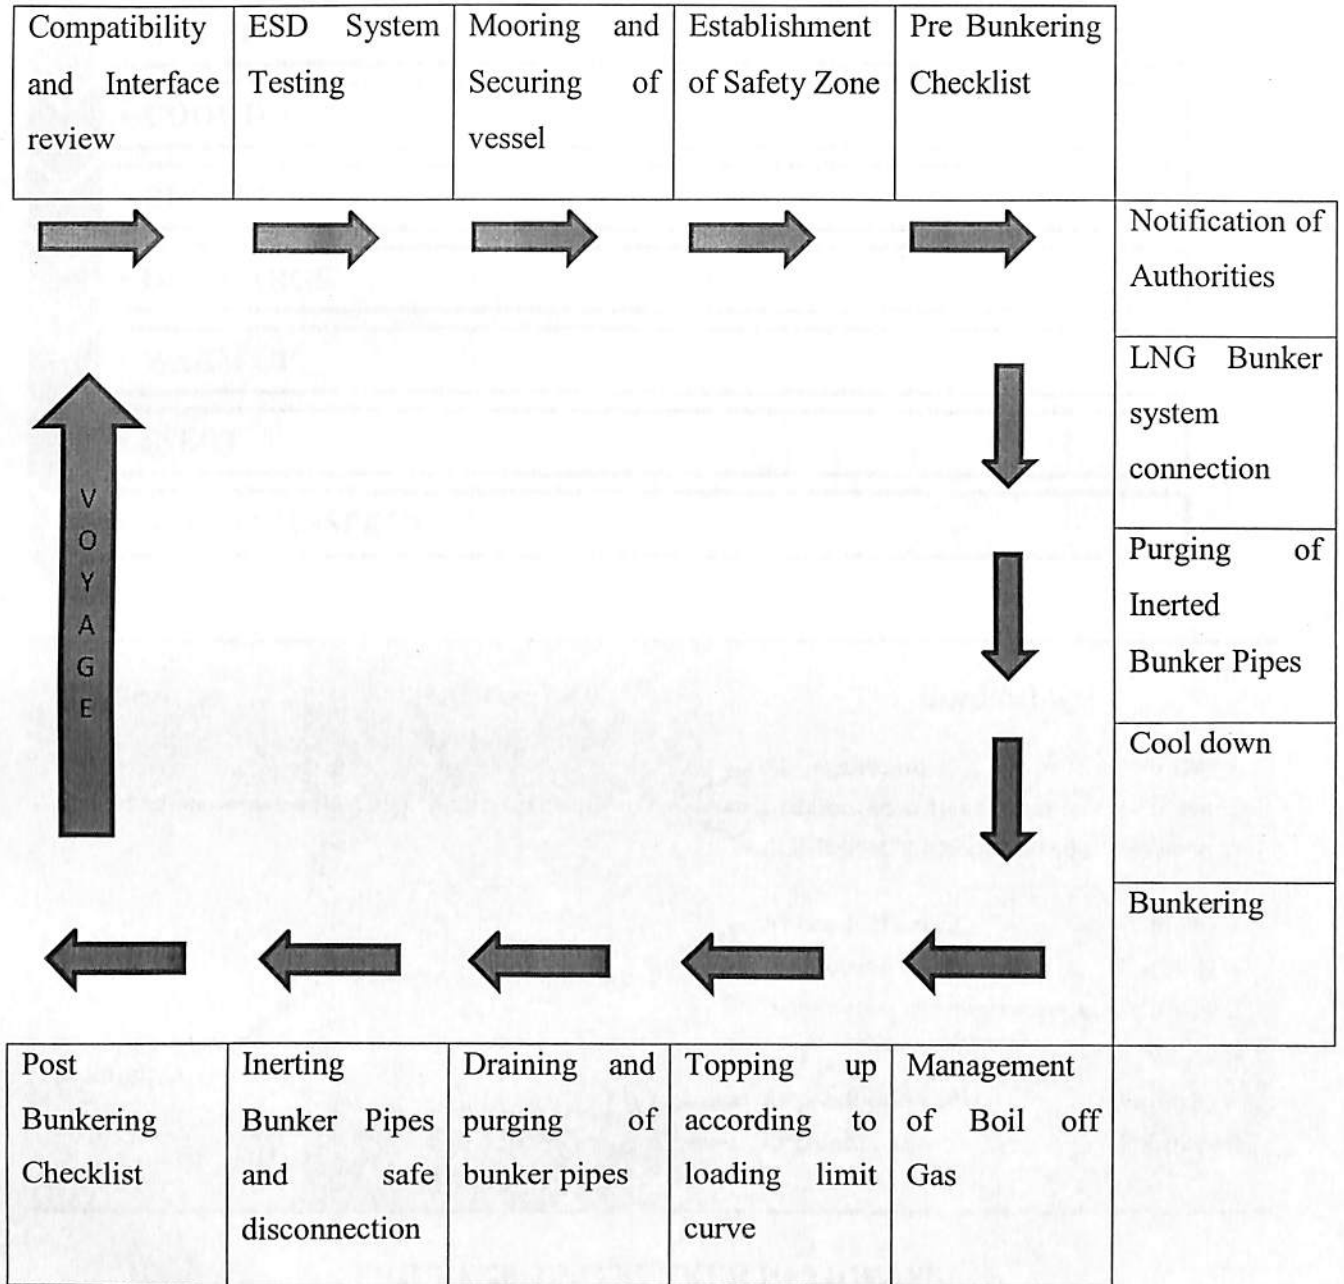 Compatibility
and Interface
review
ESD System
Testing
Mooring and
Securing of
vessel
Establishment
of Safety Zone
Pre Bunkering
Checklist
Notification of
Authorities
LNG Bunker
system
connection
Purging of
Inerted
Bunker Pipes
Cool down
Bunkering
Management
of Boil off
Gas
Topping up
according to
loading limit
curve
Draining and
purging of
bunker pipes
Inerting
Bunker Pipes
and safe
disconnection
Post
Bunkering
Checklist
VOYAGE